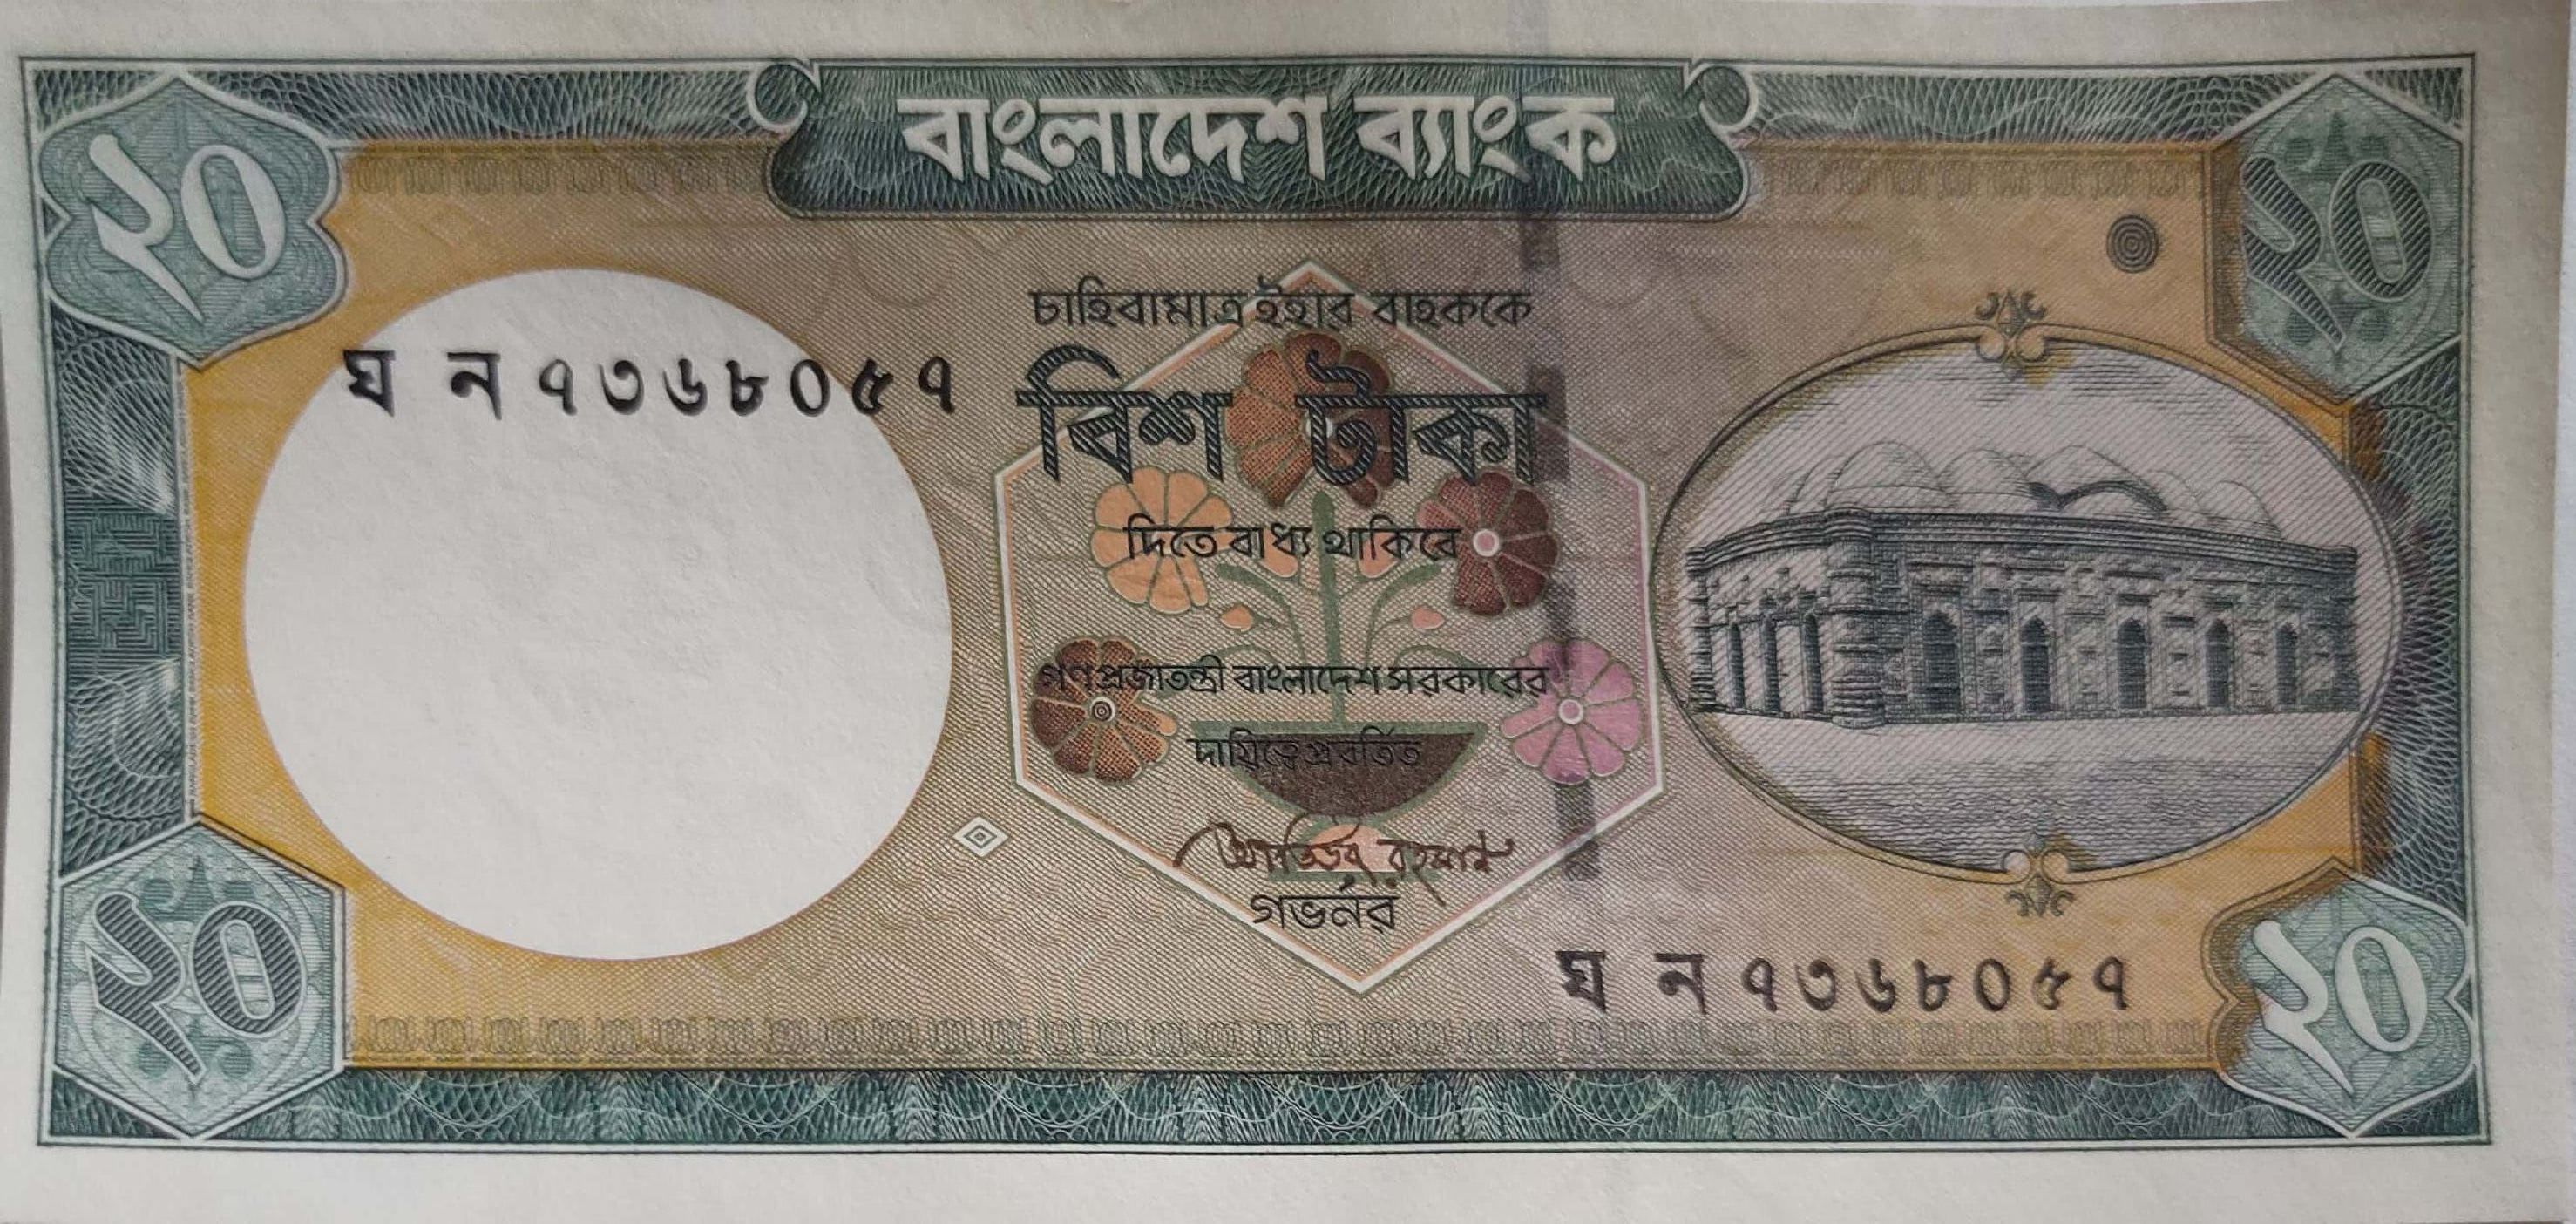 বাংলাদেশ ব্যাংক
২০
২০
চাহিবামাত্র ইহার বাহককে
ঘ ন ৭৩৬৮০৫৭
বিশ টাকা
দিতে বাধ্য থাকিবে
গণপ্রজাতন্ত্রী বাংলাদেশ সরকারের
দায়িত্বে প্রবর্তিত
আতিউর রহমান
গভর্নর
ঘ ন ৭৩৬৮০৫৭
২০
২০